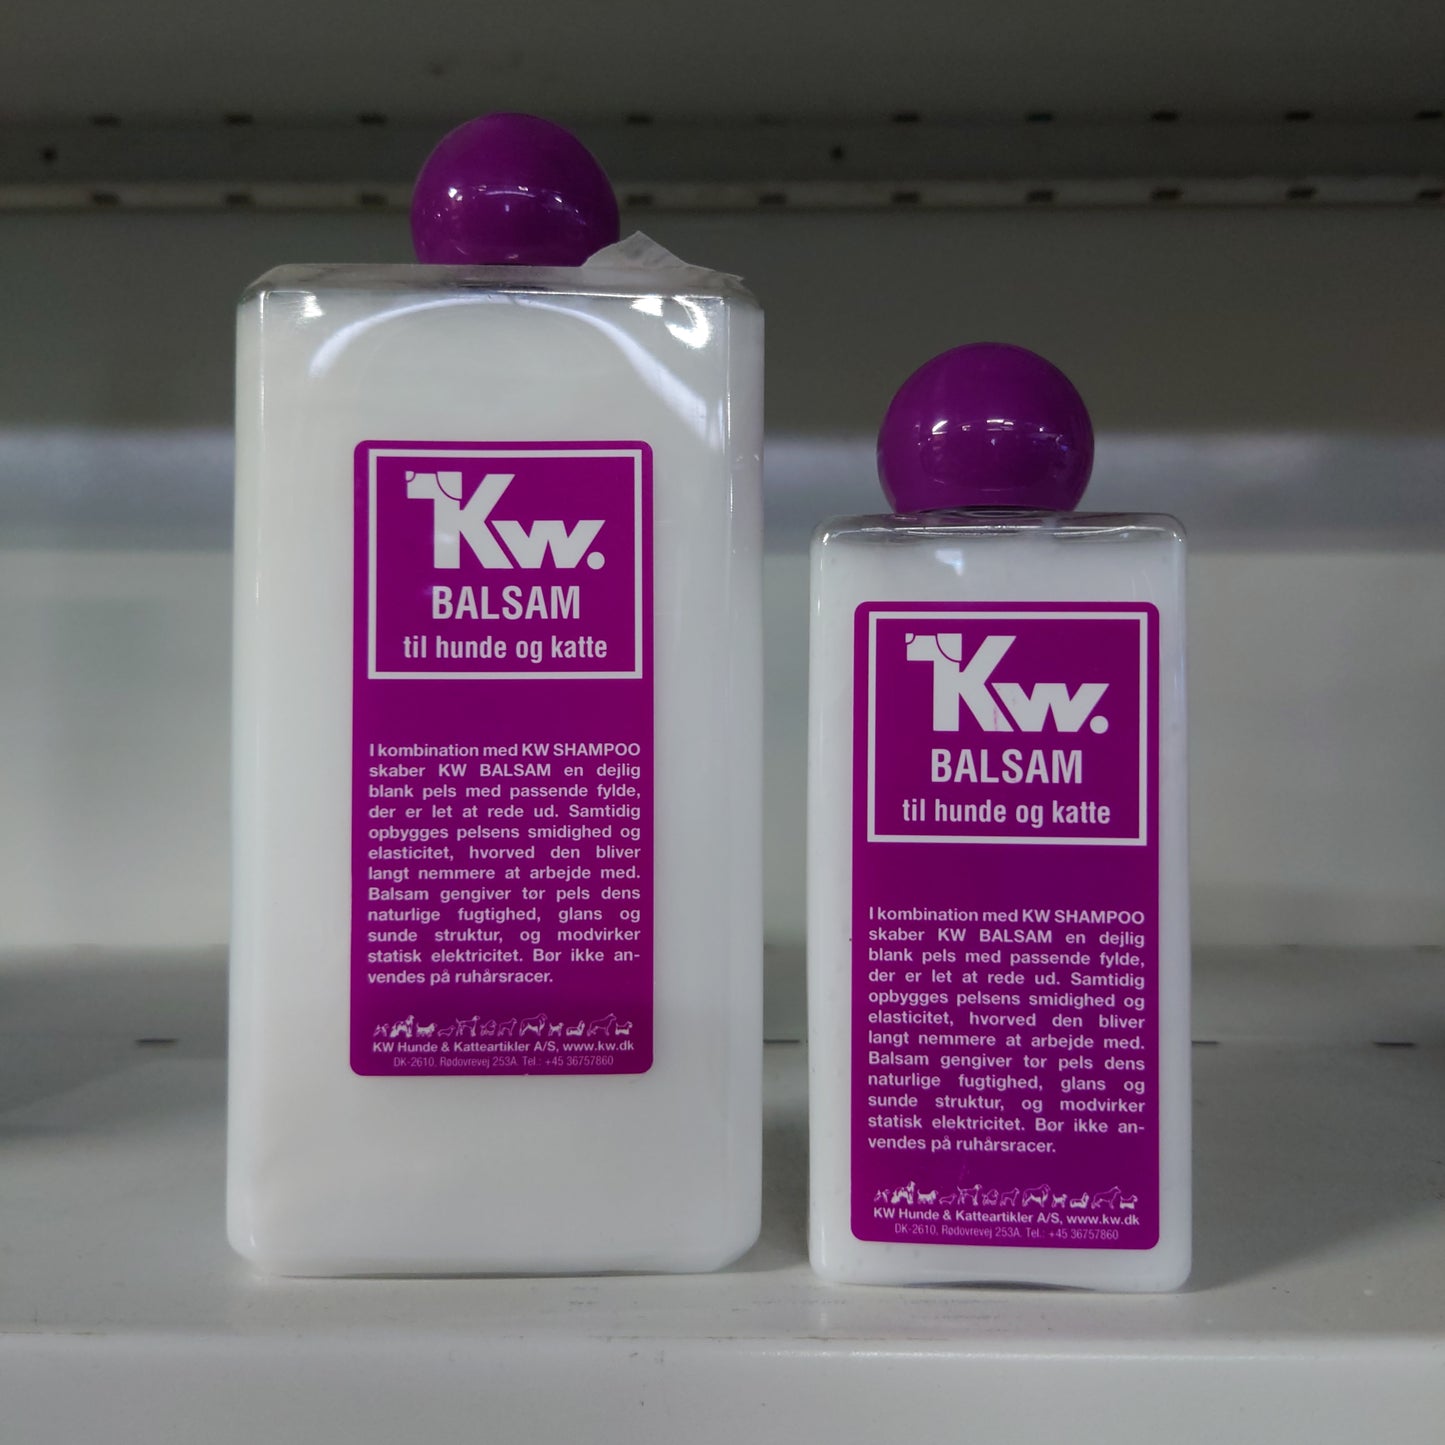 Kw.
BALSAM
til hunde og katte
I kombination med KW SHAMPOO
skaber KW BALSAM en dejlig
blank pels med passende fylde,
der er let at rede ud. Samtidig
opbygges pelsens smidighed og
elasticitet, hvorved den bliver
langt nemmere at arbejde med.
Balsam gengiver tør pels dens
naturlige fugtighed, glans og
sunde struktur, og modvirker
statisk elektricitet. Bør ikke an-
vendes på ruhårsracer.
KW Hunde & Katteartikler A/S, www.kw.dk
DK-2610, Rødovrevej 253A. Tel.: +45 36757860
Kw.
BALSAM
til hunde og katte
I kombination med KW SHAMPOO
skaber KW BALSAM en dejlig
blank pels med passende fylde,
der er let at rede ud. Samtidig
opbygges pelsens smidighed og
elasticitet, hvorved den bliver
langt nemmere at arbejde med.
Balsam gengiver tør pels dens
naturlige fugtighed, glans og
sunde struktur, og modvirker
statisk elektricitet. Bør ikke an-
vendes på ruhårsracer.
KW Hunde & Katteartikler A/S, www.kw.dk
DK-2610, Rødovrevej 253A. Tel.: +45 36757860